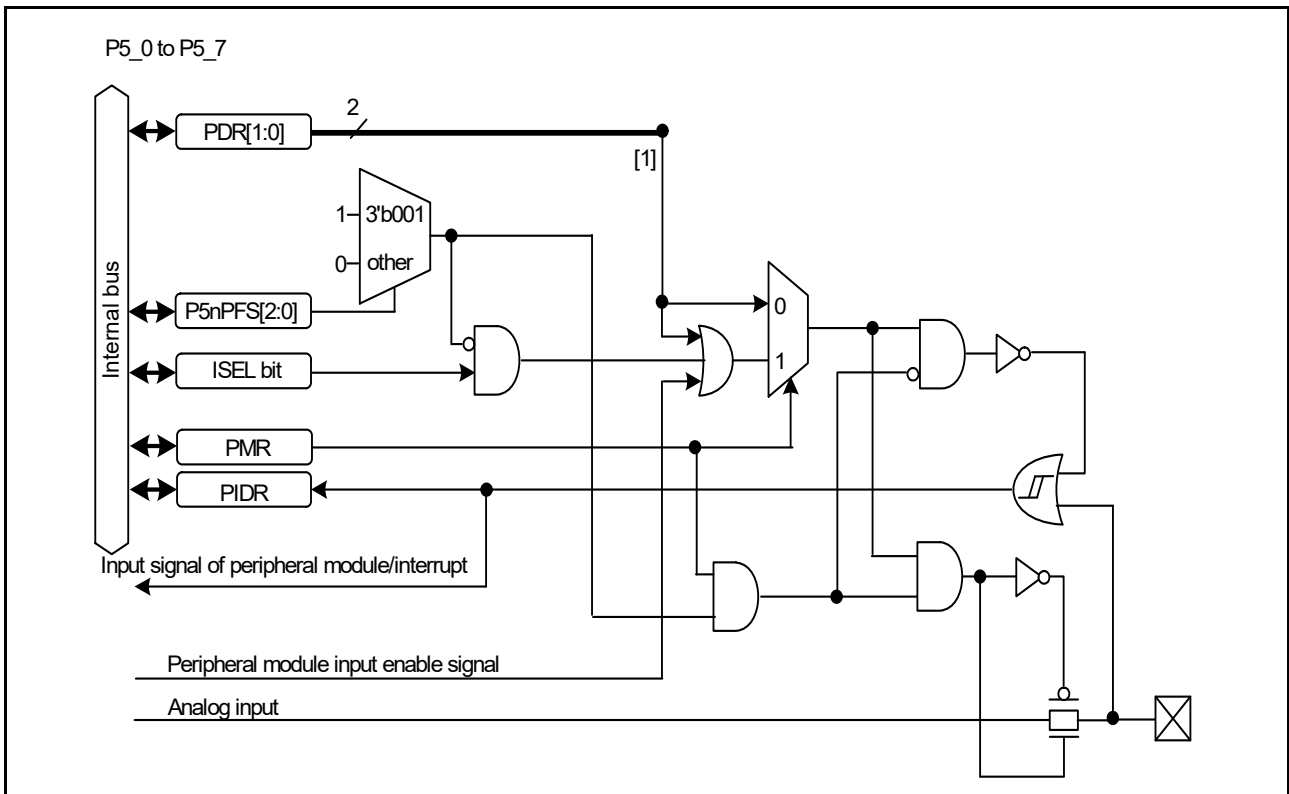 P5_0 to P5_7
Internal bus
PDR[1:0]
2
[1]
1
3'b001
0
other
P5nPFS[2:0]
ISEL bit
0
1
PMR
PIDR
Input signal of peripheral module/interrupt
Peripheral module input enable signal
Analog input